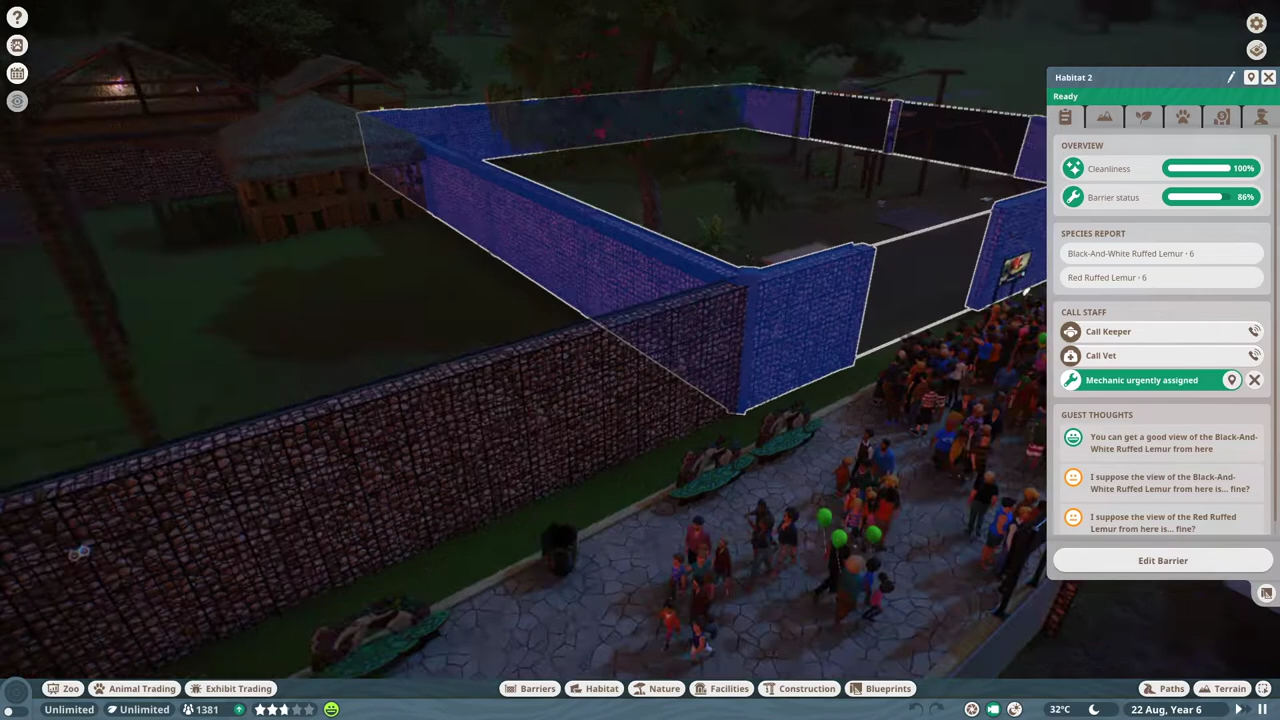 ?
Habitat 2
Ready
OVERVIEW
Cleanliness 100%
Barrier status 86%
SPECIES REPORT
Black-And-White Ruffed Lemur · 6
Red Ruffed Lemur · 6
CALL STAFF
Call Keeper
Call Vet
Mechanic urgently assigned
GUEST THOUGHTS
You can get a good view of the Black-And-
White Ruffed Lemur from here
I suppose the view of the Black-And-
White Ruffed Lemur from here is... fine?
I suppose the view of the Red Ruffed
Lemur from here is... fine?
Edit Barrier
Zoo Animal Trading Exhibit Trading Barriers Habitat Nature Facilities Construction Blueprints Paths Terrain
Unlimited Unlimited 1381 32°C 22 Aug, Year 6